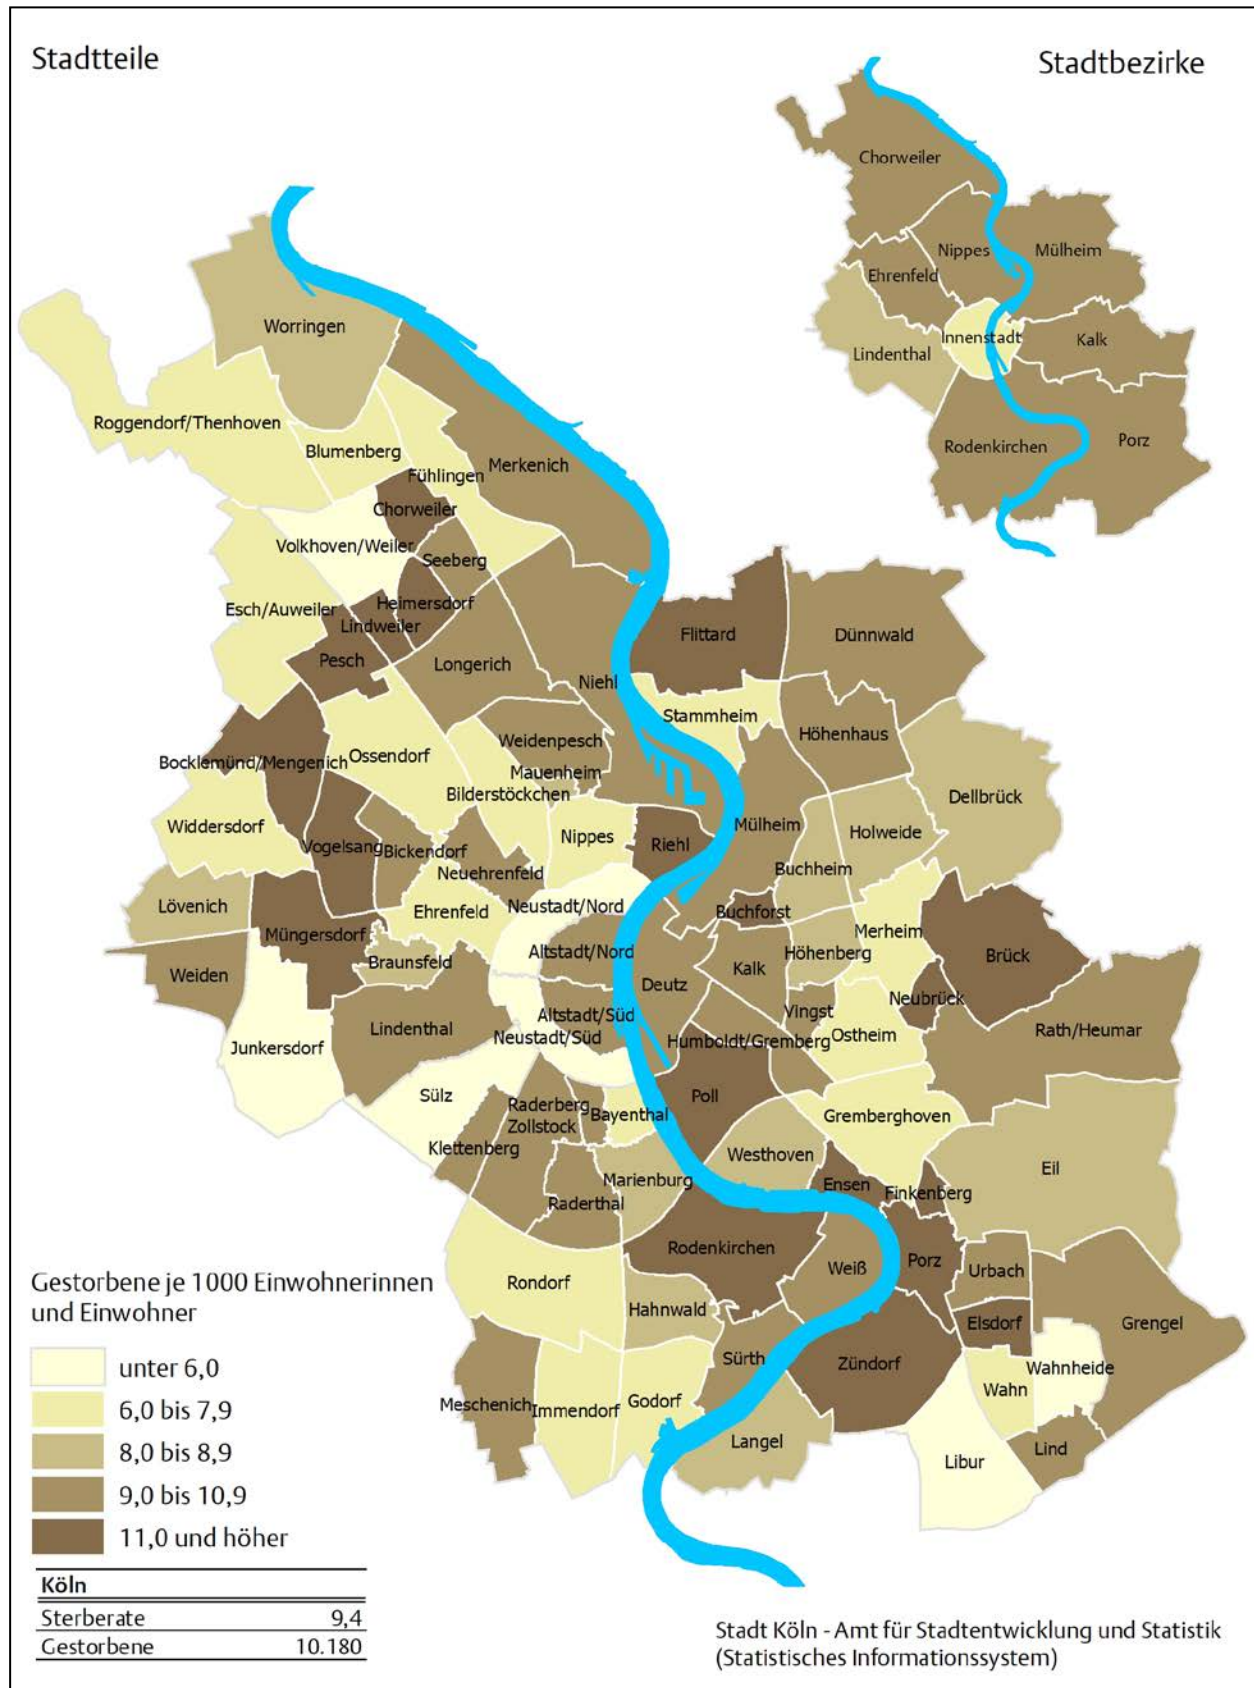 Stadtteile
Stadtbezirke
Chorweiler
Nippes
Mülheim
Ehrenfeld
Innenstadt
Kalk
Lindenthal
Rodenkirchen
Porz
Worringen
Roggendorf/Thenhoven
Blumenberg
Fühlingen
Merkenich
Chorweiler
Volkhoven/Weiler
Seeberg
Esch/Auweiler
Heimersdorf
Lindweiler
Pesch
Longerich
Niehl
Flittard
Dünnwald
Stammheim
Höhenhaus
Weidenpesch
Mauenheim
Bocklemünd/Mengenich
Ossendorf
Bilderstöckchen
Dellbrück
Widdersdorf
Vogelsang
Bickendorf
Nippes
Riehl
Mülheim
Holweide
Neuehrenfeld
Buchheim
Lövenich
Ehrenfeld
Neustadt/Nord
Buchforst
Müngersdorf
Merheim
Weiden
Braunsfeld
Altstadt/Nord
Höhenberg
Brück
Kalk
Deutz
Neubrück
Vingst
Junkersdorf
Lindenthal
Altstadt/Süd
Neustadt/Süd
Humboldt/Gremberg
Ostheim
Rath/Heumar
Sülz
Raderberg
Zollstock
Bayenthal
Poll
Gremberghoven
Klettenberg
Westhoven
Eil
Marienburg
Raderthal
Ensen
Finkenberg
Rodenkirchen
Weiß
Porz
Urbach
Rondorf
Hahnwald
Elsdorf
Grengel
Sürth
Zündorf
Wahnheide
Wahn
Meschenich
Immendorf
Godorf
Langel
Libur
Lind
Gestorbene je 1000 Einwohnerinnen
und Einwohner
unter 6,0
6,0 bis 7,9
8,0 bis 8,9
9,0 bis 10,9
11,0 und höher
Köln
Sterberate 9,4
Gestorbene 10.180
Stadt Köln - Amt für Stadtentwicklung und Statistik
(Statistisches Informationssystem)